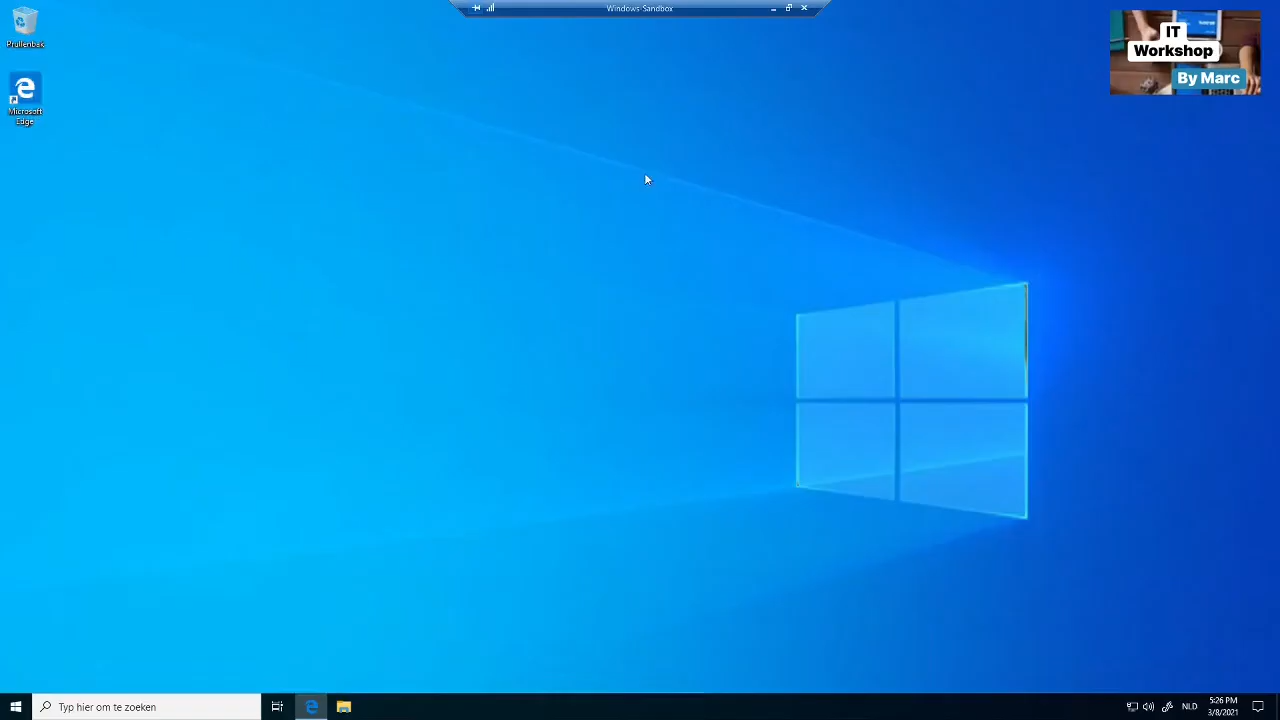 Windows-Sandbox
Prullenbak
Microsoft
Edge
IT
Workshop
By Marc
Typ hier om te zoeken
NLD
5:26 PM
3/8/2021